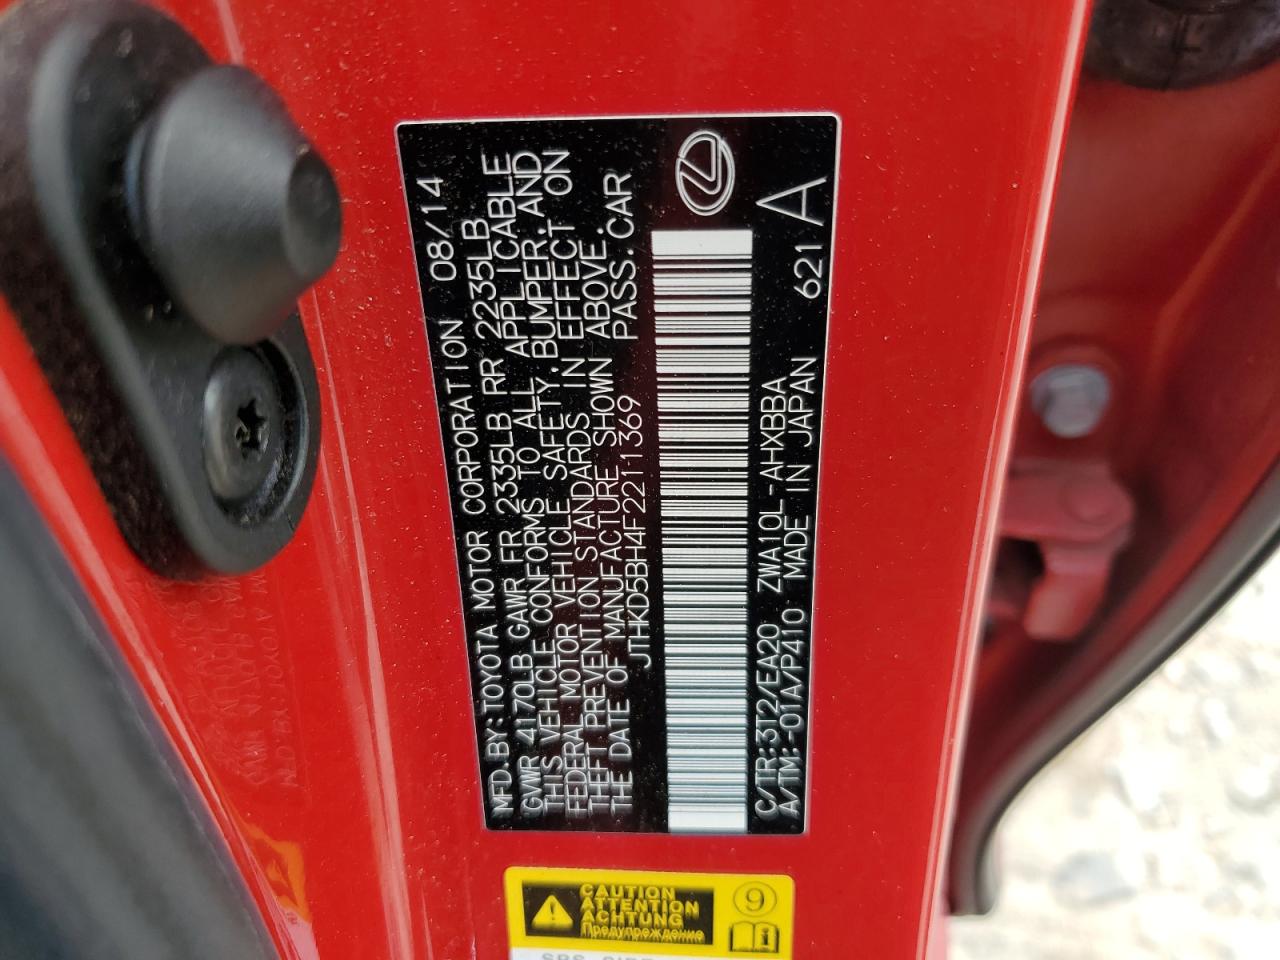 MFD.BY:TOYOTA MOTOR CORPORATION 08/14
GVWR 4170LB GAWR FR 2335LB RR 2235LB
THIS VEHICLE CONFORMS TO ALL APPLICABLE
FEDERAL MOTOR VEHICLE SAFETY,BUMPER,AND
THEFT PREVENTION STANDARDS IN EFFECT ON
THE DATE OF MANUFACTURE SHOWN ABOVE.
JTHKD5BH4F2211369 PASS.CAR
C/TR:3T2/EA20 ZWA10L-AHXBBA
A/TM:-01A/P410 MADE IN JAPAN 621 A
CAUTION
ATTENTION
ACHTUNG
Предупреждение
9